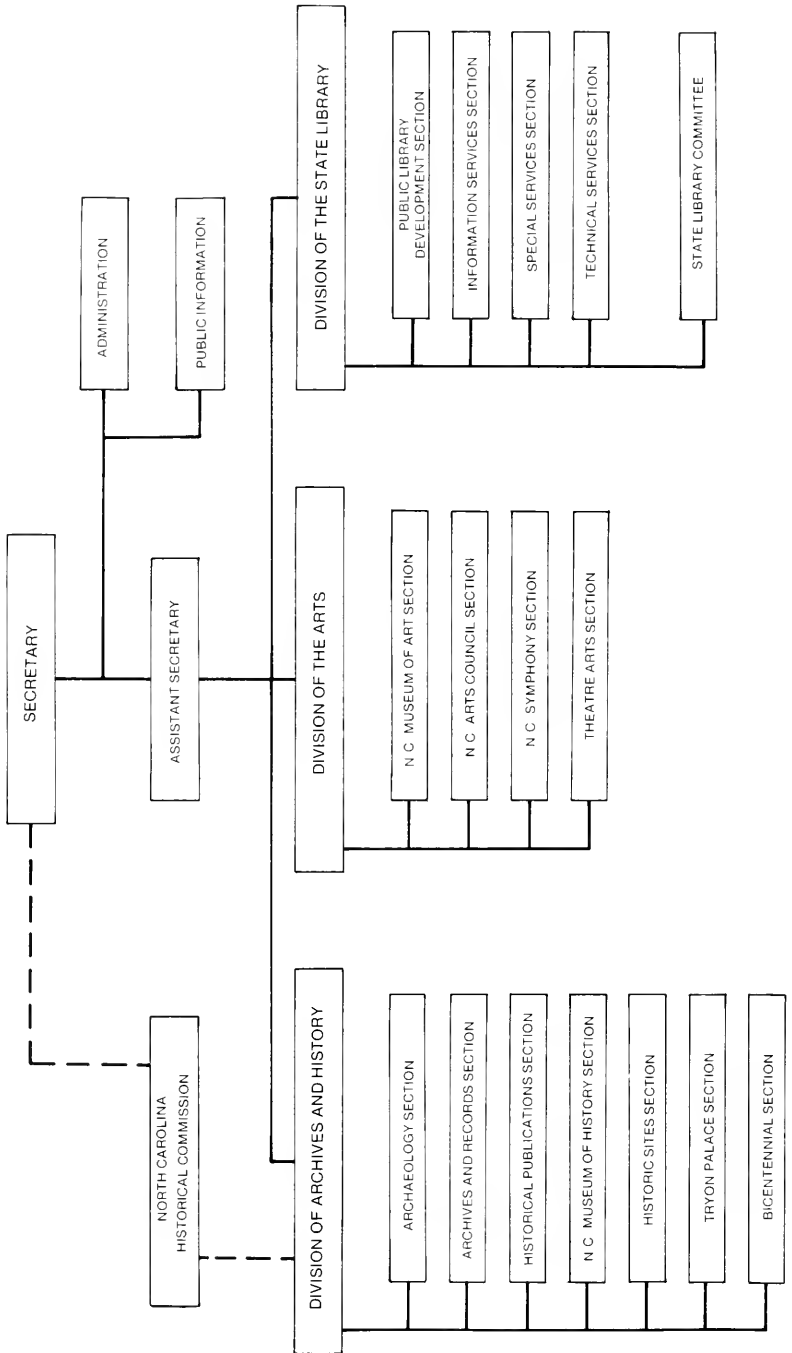 SECRETARY
ADMINISTRATION
PUBLIC INFORMATION
NORTH CAROLINA
HISTORICAL COMMISSION
ASSISTANT SECRETARY
DIVISION OF ARCHIVES AND HISTORY
ARCHAEOLOGY SECTION
ARCHIVES AND RECORDS SECTION
HISTORICAL PUBLICATIONS SECTION
N C MUSEUM OF HISTORY SECTION
HISTORIC SITES SECTION
TRYON PALACE SECTION
BICENTENNIAL SECTION
DIVISION OF THE ARTS
N C MUSEUM OF ART SECTION
N C ARTS COUNCIL SECTION
N C SYMPHONY SECTION
THEATRE ARTS SECTION
DIVISION OF THE STATE LIBRARY
PUBLIC LIBRARY
DEVELOPMENT SECTION
INFORMATION SERVICES SECTION
SPECIAL SERVICES SECTION
TECHNICAL SERVICES SECTION
STATE LIBRARY COMMITTEE